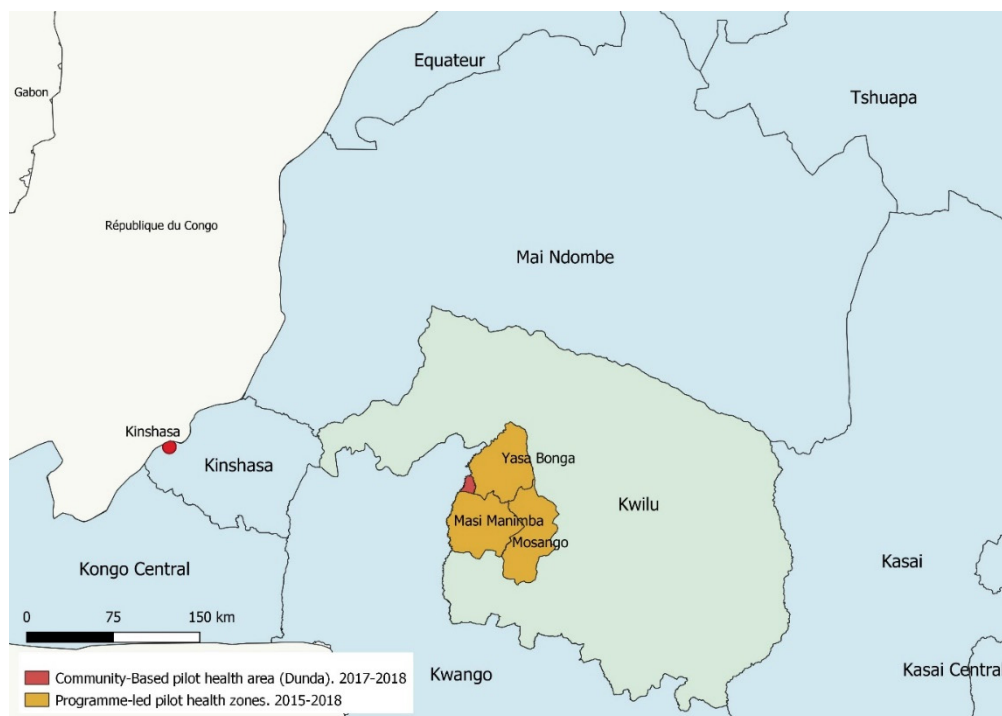 Equateur
Gabon
Tshuapa
République du Congo
Mai Ndombe
Kinshasa
Kinshasa
Yasa Bonga
Kwilu
Masi Manimba
Mosango
Kongo Central
Kasai
0 75 150 km
Kwango
Kasai Central
Community-Based pilot health area (Dunda). 2017-2018
Programme-led pilot health zones. 2015-2018